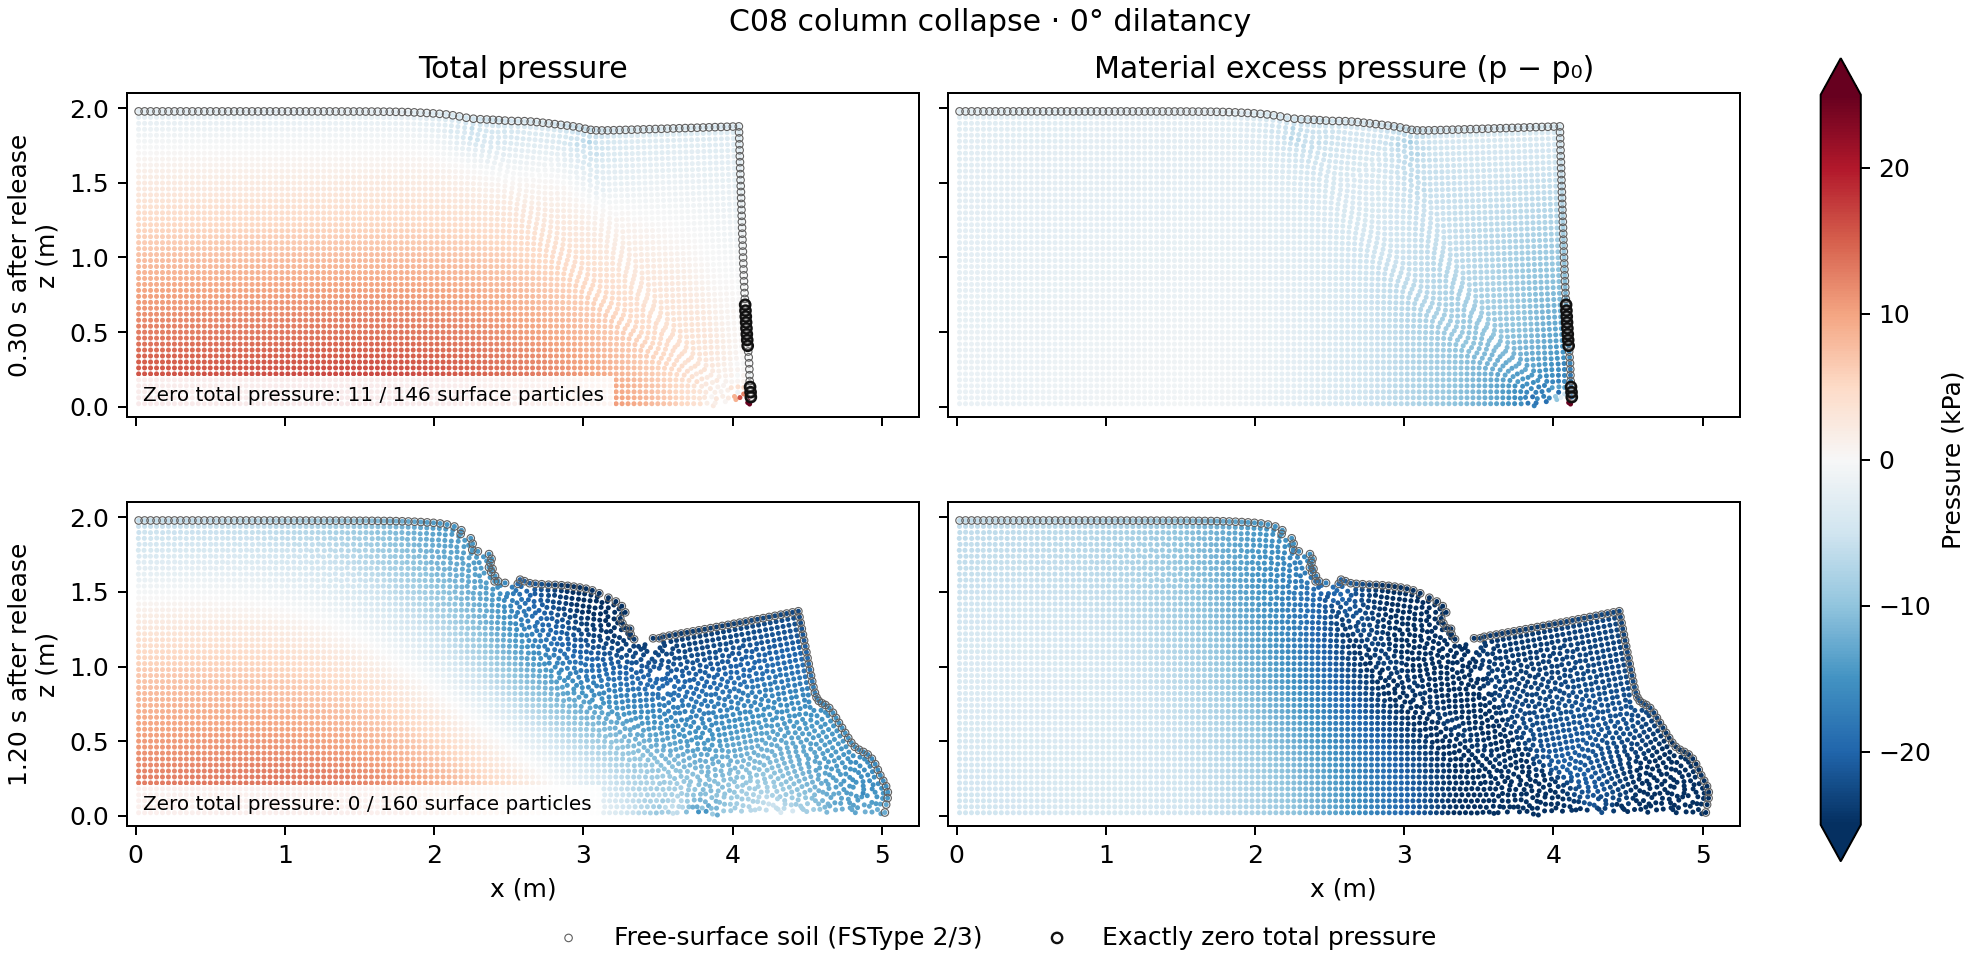 C08 column collapse · 0° dilatancy
Total pressure
Material excess pressure (p − p₀)
0.30 s after release
z (m)
2.0
1.5
1.0
0.5
0.0
Zero total pressure: 11 / 146 surface particles
1.20 s after release
z (m)
2.0
1.5
1.0
0.5
0.0
Zero total pressure: 0 / 160 surface particles
0 1 2 3 4 5
x (m)
0 1 2 3 4 5
x (m)
20
10
0
−10
−20
Pressure (kPa)
Free-surface soil (FSType 2/3)
Exactly zero total pressure